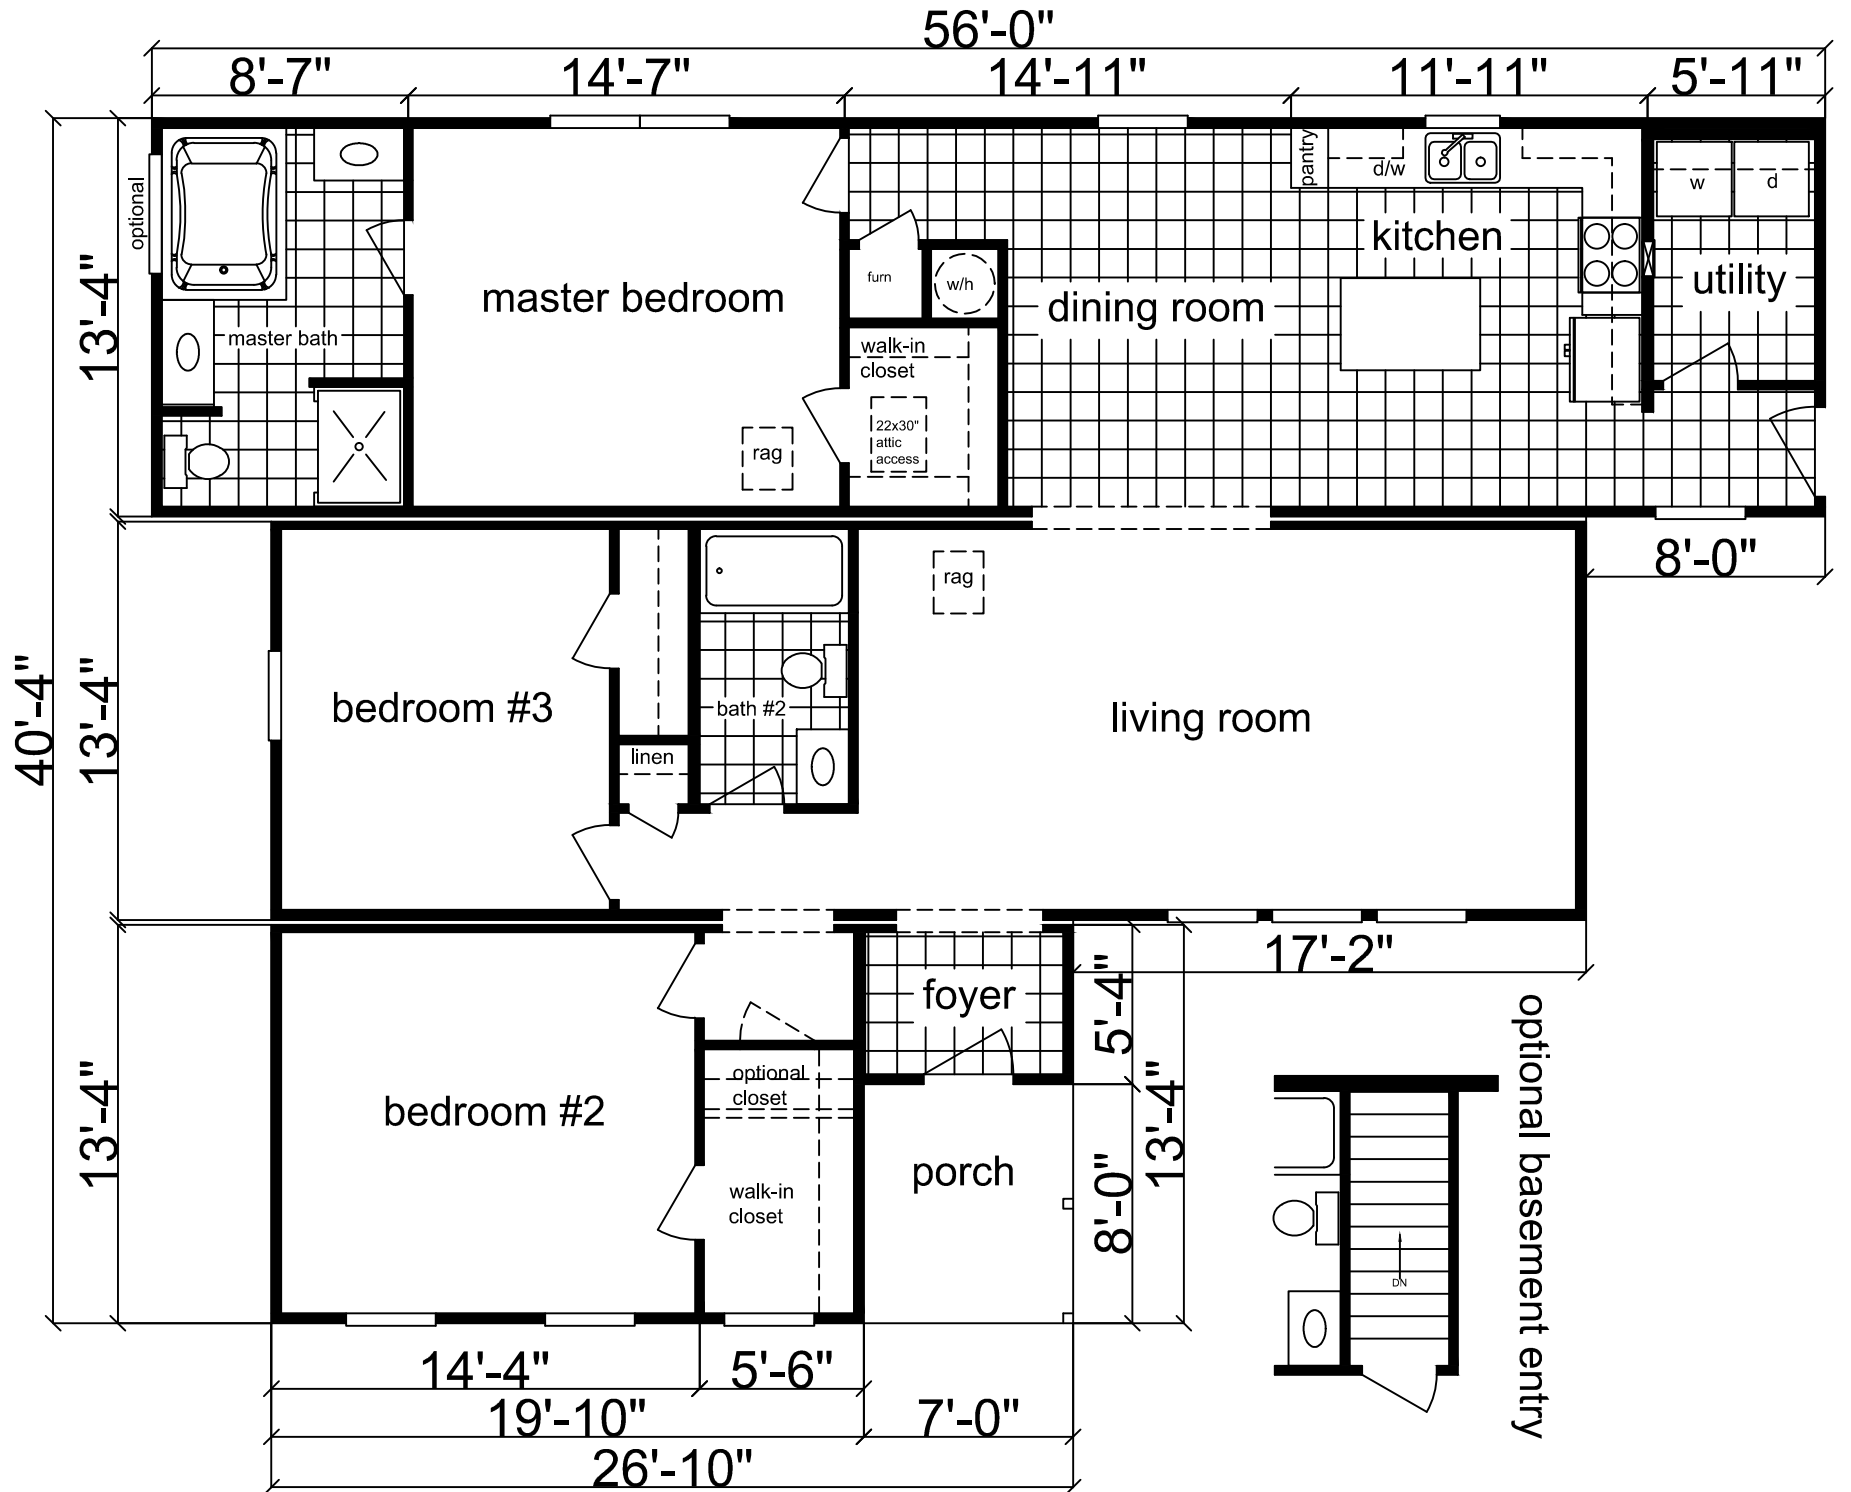 56'-0"
8'-7"
14'-7"
14'-11"
11'-11"
5'-11"
optional
pantry
d/w
w
d
kitchen
utility
furn
w/h
master bedroom
dining room
master bath
walk-in
closet
22x30"
attic
access
rag
13'-4"
8'-0"
rag
40'-4"
13'-4"
bedroom #3
bath #2
living room
linen
17'-2"
foyer
5'-4"
13'-4"
13'-4"
optional
closet
bedroom #2
walk-in
closet
porch
8'-0"
optional basement entry
DN
14'-4"
5'-6"
19'-10"
7'-0"
26'-10"